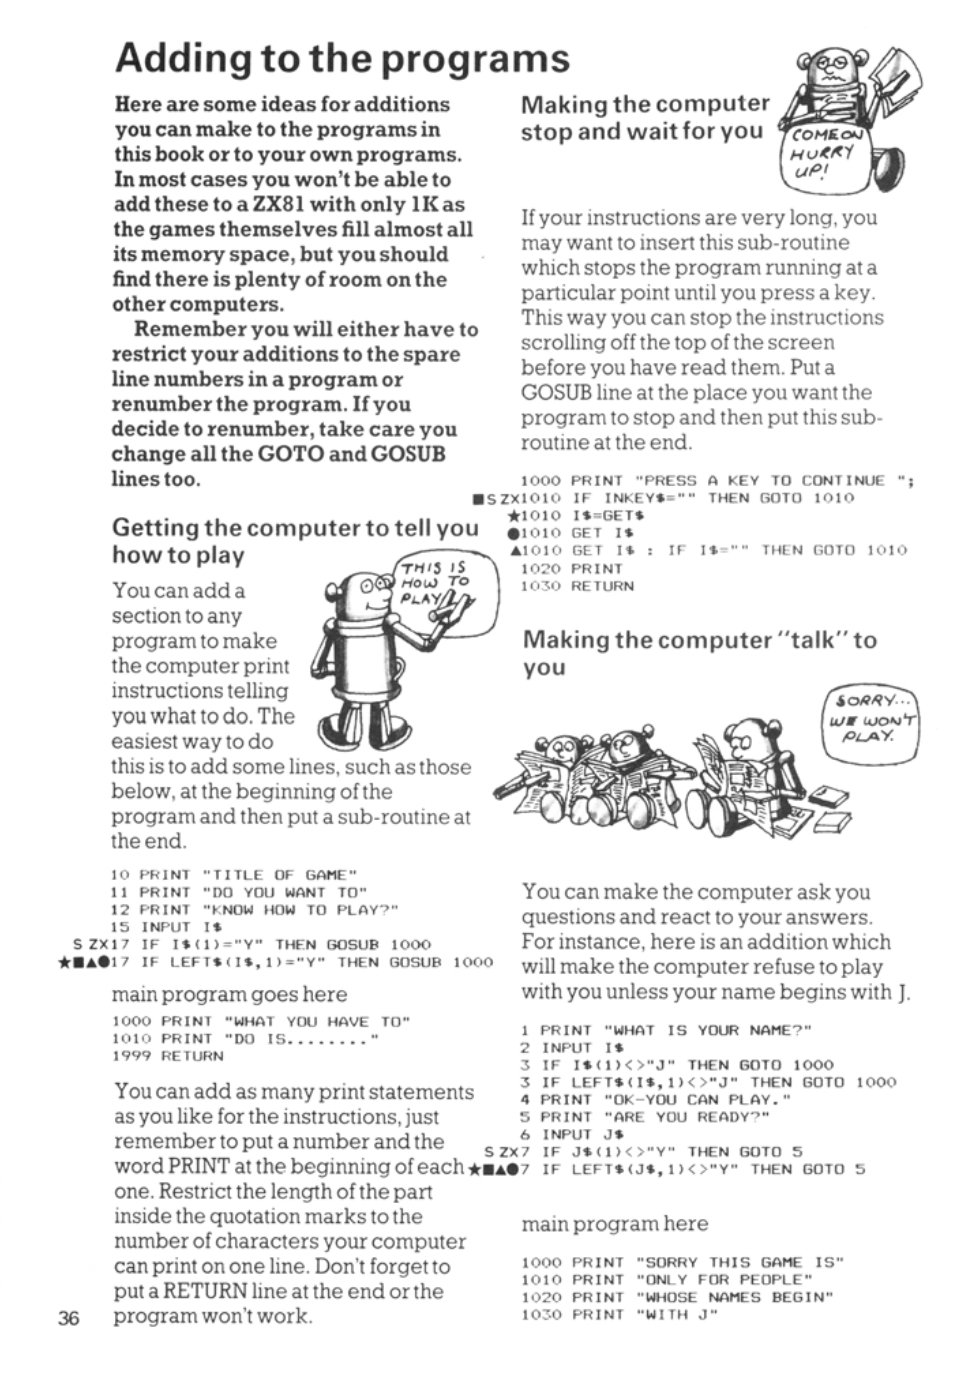 Adding to the programs
Here are some ideas for additions
you can make to the programs in
this book or to your own programs.
In most cases you won't be able to
add these to a ZX81 with only 1K as
the games themselves fill almost all
its memory space, but you should
find there is plenty of room on the
other computers.
Remember you will either have to
restrict your additions to the spare
line numbers in a program or
renumber the program. If you
decide to renumber, take care you
change all the GOTO and GOSUB
lines too.
Getting the computer to tell you
how to play
THIS IS
HOW TO
PLAY
You can add a
section to any
program to make
the computer print
instructions telling
you what to do. The
easiest way to do
this is to add some lines, such as those
below, at the beginning of the
program and then put a sub-routine at
the end.
10 PRINT "TITLE OF GAME"
11 PRINT "DO YOU WANT TO"
12 PRINT "KNOW HOW TO PLAY?"
15 INPUT I$
S ZX17 IF I$(1)="Y" THEN GOSUB 1000
★■▲●17 IF LEFT$(I$,1)="Y" THEN GOSUB 1000
main program goes here
1000 PRINT "WHAT YOU HAVE TO"
1010 PRINT "DO IS........"
1999 RETURN
You can add as many print statements
as you like for the instructions, just
remember to put a number and the
word PRINT at the beginning of each
one. Restrict the length of the part
inside the quotation marks to the
number of characters your computer
can print on one line. Don't forget to
put a RETURN line at the end or the
program won't work.
36
Making the computer
stop and wait for you
COME ON
HURRY
UP!
If your instructions are very long, you
may want to insert this sub-routine
which stops the program running at a
particular point until you press a key.
This way you can stop the instructions
scrolling off the top of the screen
before you have read them. Put a
GOSUB line at the place you want the
program to stop and then put this sub-
routine at the end.
1000 PRINT "PRESS A KEY TO CONTINUE ";
■S ZX1010 IF INKEY$="" THEN GOTO 1010
★1010 I$=GET$
●1010 GET I$
▲1010 GET I$ : IF I$="" THEN GOTO 1010
1020 PRINT
1030 RETURN
Making the computer "talk" to
you
SORRY...
WE WON'T
PLAY.
You can make the computer ask you
questions and react to your answers.
For instance, here is an addition which
will make the computer refuse to play
with you unless your name begins with J.
1 PRINT "WHAT IS YOUR NAME?"
2 INPUT I$
3 IF I$(1)<>"J" THEN GOTO 1000
3 IF LEFT$(I$,1)<>"J" THEN GOTO 1000
4 PRINT "OK-YOU CAN PLAY."
5 PRINT "ARE YOU READY?"
6 INPUT J$
S ZX7 IF J$(1)<>"Y" THEN GOTO 5
★■▲●7 IF LEFT$(J$,1)<>"Y" THEN GOTO 5
main program here
1000 PRINT "SORRY THIS GAME IS"
1010 PRINT "ONLY FOR PEOPLE"
1020 PRINT "WHOSE NAMES BEGIN"
1030 PRINT "WITH J"